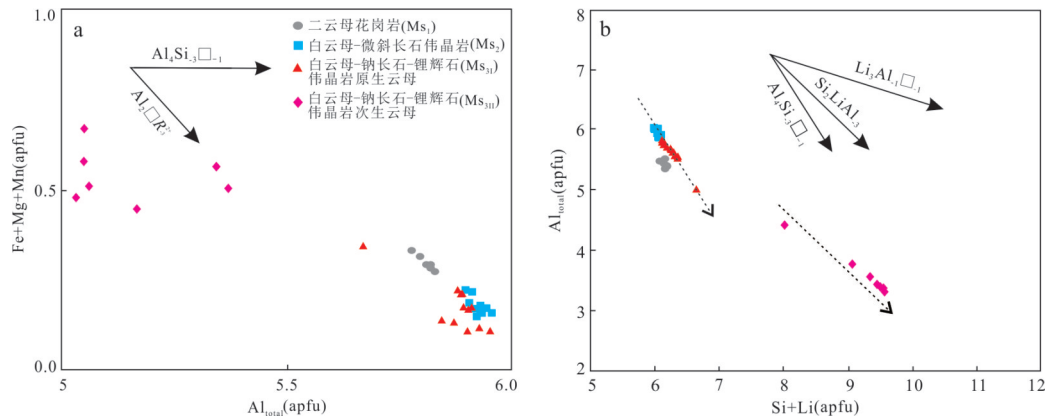 a
1.0
0.5
0.0
Fe+Mg+Mn(apfu)
Al₄Si₋₃□₋₁
二云母花岗岩(Ms₁)
白云母-微斜长石伟晶岩(Ms₂)
白云母-钠长石-锂辉石(Ms₃ᵢ)
伟晶岩原生云母
白云母-钠长石-锂辉石(Ms₃ᵢᵢ)
伟晶岩次生云母
5
5.5
6.0
Al_total(apfu)
b
8
7
6
5
4
3
2
Al_total(apfu)
Li₃Al₋₁□₋₁
Si₂LiAl₋₃
Al₄Si₋₃□₋₁
5
6
7
8
9
10
11
12
Si+Li(apfu)